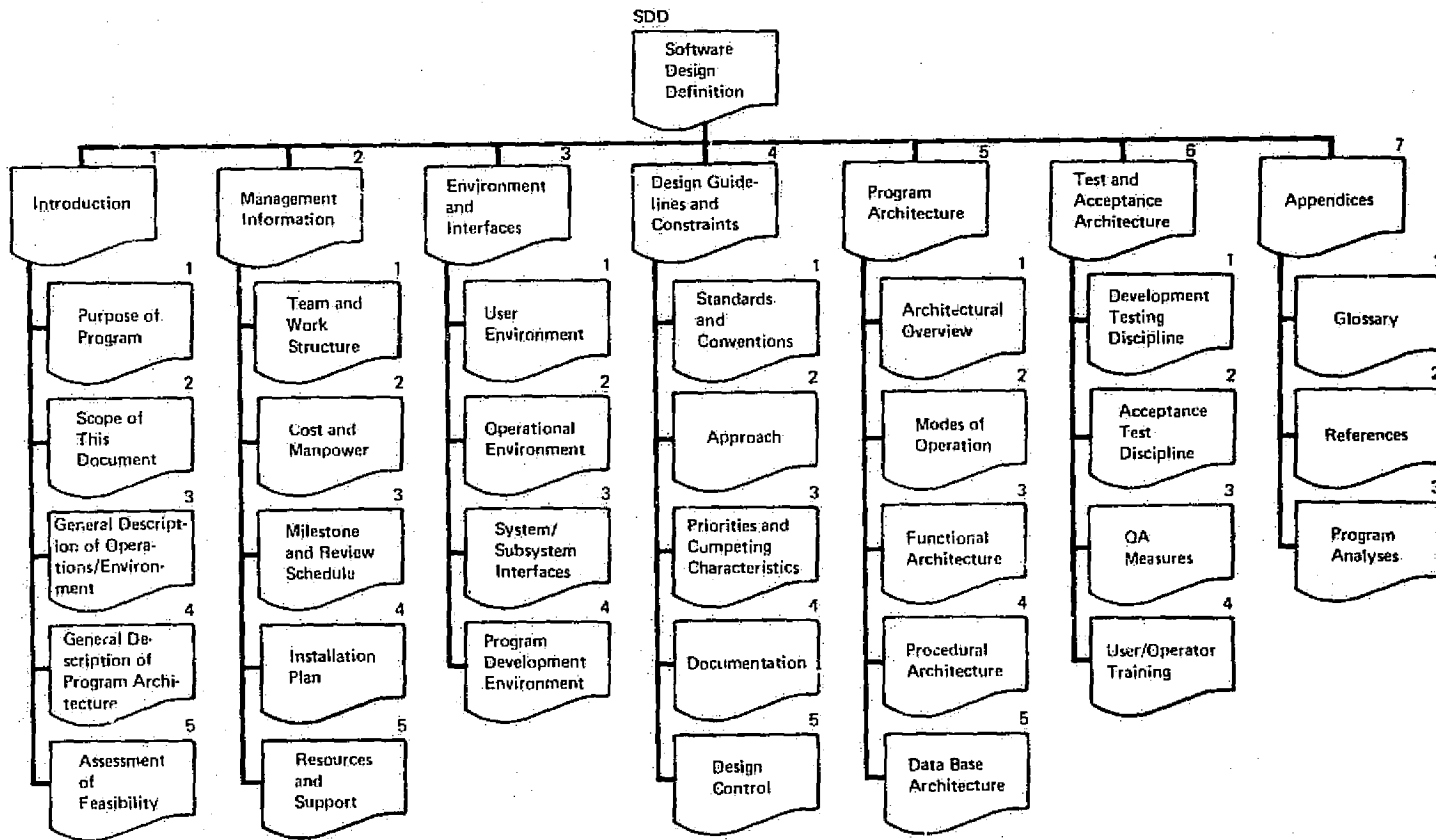 SDD
Software
Design
Definition
1
Introduction
1
Purpose of
Program
2
Scope of
This
Document
3
General Descript-
ion of Opera-
tions/Environ-
ment
4
General De-
scription of
Program Archi-
tecture
5
Assessment
of
Feasibility
2
Management
Information
1
Team and
Work
Structure
2
Cost and
Manpower
3
Milestone
and Review
Schedule
4
Installation
Plan
5
Resources
and
Support
3
Environment
and
Interfaces
1
User
Environment
2
Operational
Environment
3
System/
Subsystem
Interfaces
4
Program
Development
Environment
4
Design Guide-
lines and
Constraints
1
Standards
and
Conventions
2
Approach
3
Priorities and
Competing
Characteristics
4
Documentation
5
Design
Control
5
Program
Architecture
1
Architectural
Overview
2
Modes of
Operation
3
Functional
Architecture
4
Procedural
Architecture
5
Data Base
Architecture
6
Test and
Acceptance
Architecture
1
Development
Testing
Discipline
2
Acceptance
Test
Discipline
3
QA
Measures
4
User/Operator
Training
7
Appendices
1
Glossary
2
References
3
Program
Analyses